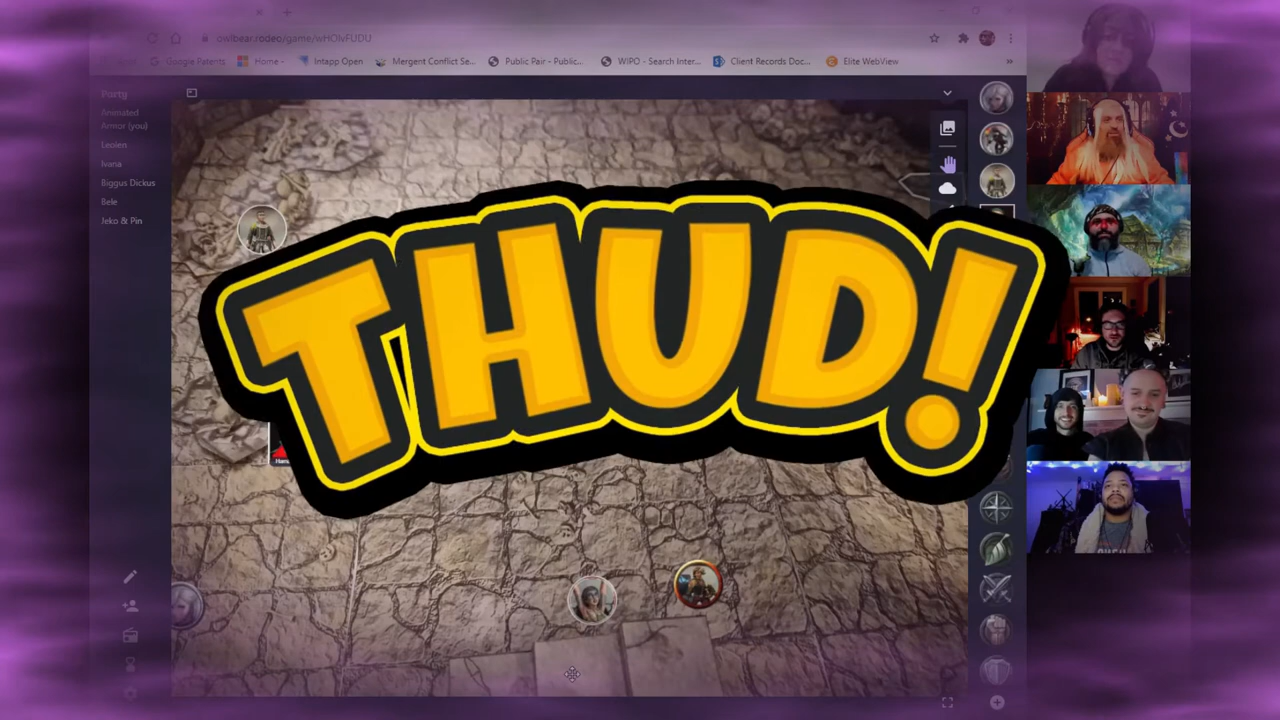 owlbear.rodeo/game/wHOlvFUDU
Google Patents
Home -
Intapp Open
Mergent Conflict Se...
Public Pair - Public...
WIPO - Search Inter...
Client Records Doc...
Elite WebView
»
Party
Animated
Armor (you)
Leolen
Ivana
Biggus Dickus
Bele
Jeko & Pin
THUD!